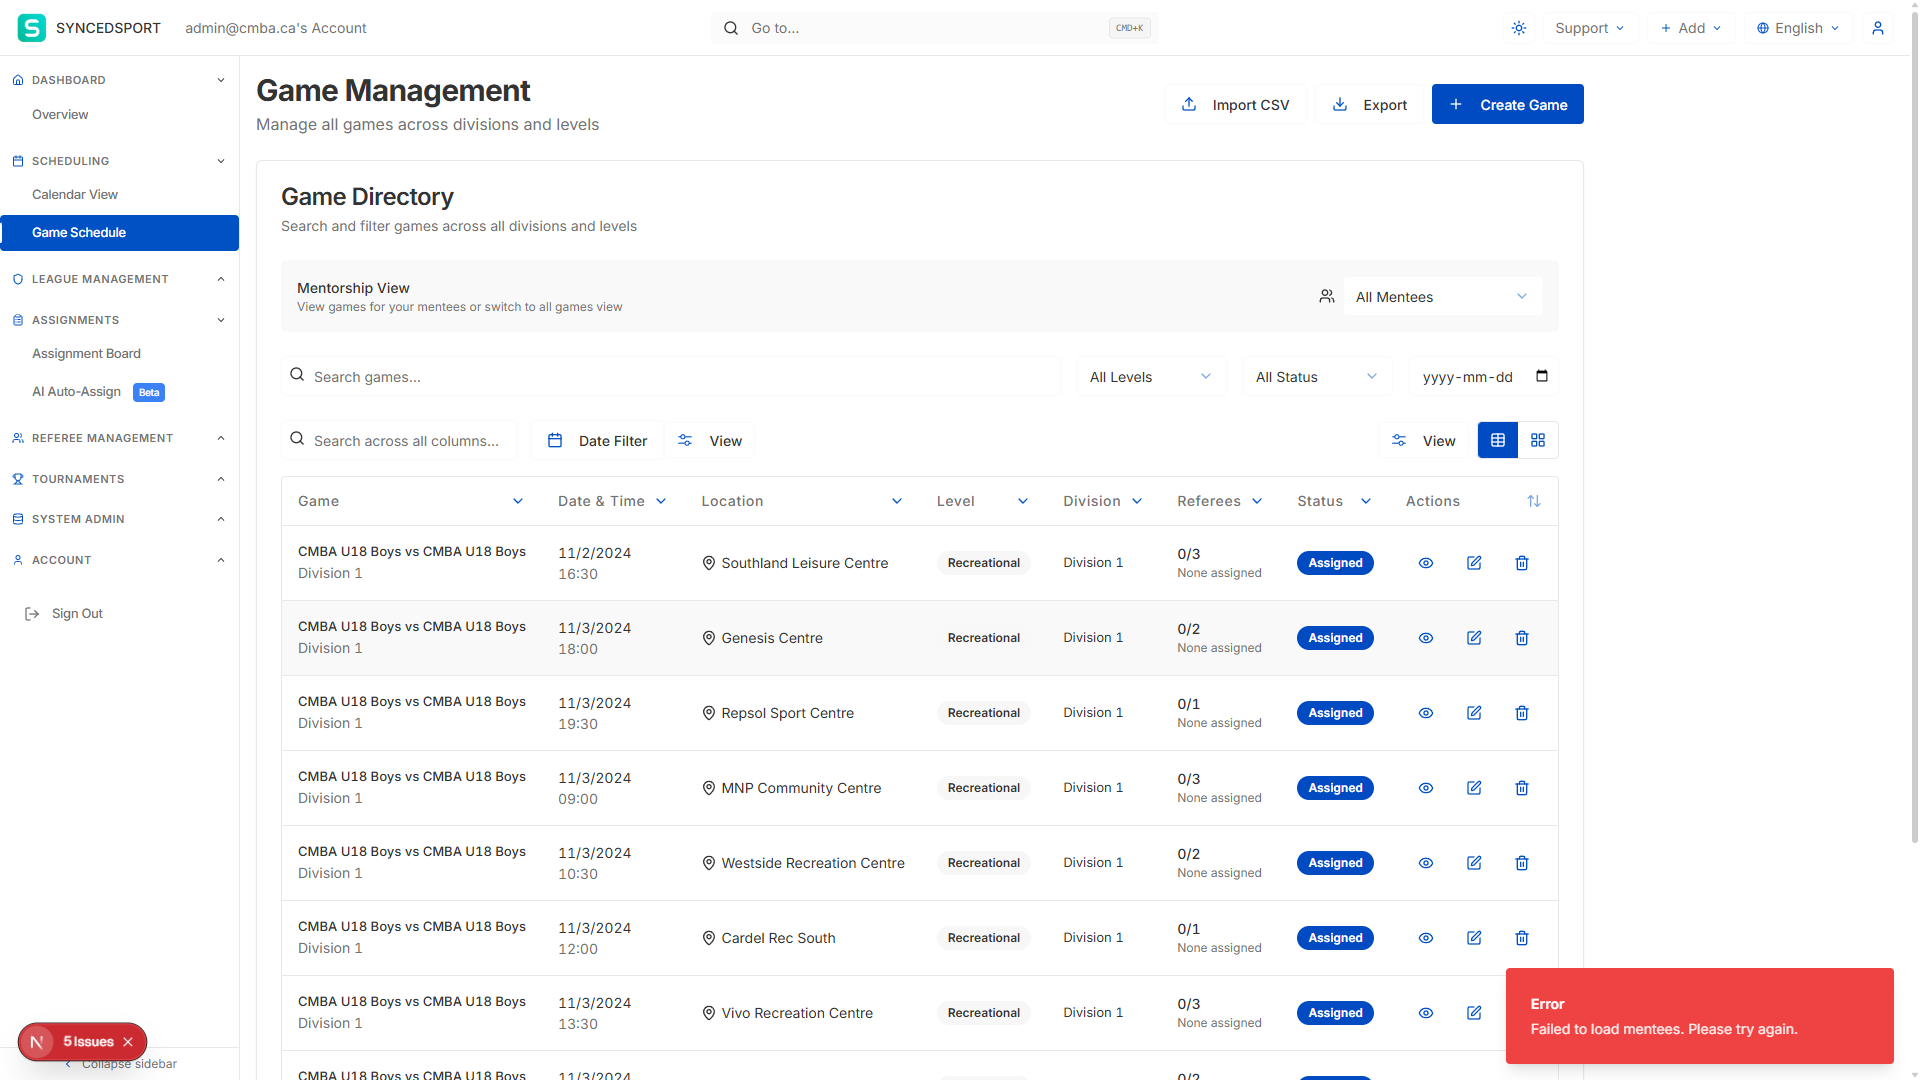 SYNCEDSPORT
admin@cmba.ca's Account
Go to...
CMD+K
Support
Add
English
DASHBOARD
Overview
SCHEDULING
Calendar View
Game Schedule
LEAGUE MANAGEMENT
ASSIGNMENTS
Assignment Board
AI Auto-Assign Beta
REFEREE MANAGEMENT
TOURNAMENTS
SYSTEM ADMIN
ACCOUNT
Sign Out
5 Issues
Collapse sidebar
Game Management
Manage all games across divisions and levels
Import CSV
Export
Create Game
Game Directory
Search and filter games across all divisions and levels
Mentorship View
View games for your mentees or switch to all games view
All Mentees
Search games...
All Levels
All Status
yyyy-mm-dd
Search across all columns...
Date Filter
View
View
Game Date & Time Location Level Division Referees Status Actions
CMBA U18 Boys vs CMBA U18 Boys 11/2/2024 Southland Leisure Centre Recreational Division 1 0/3 Assigned
Division 1 16:30 None assigned
CMBA U18 Boys vs CMBA U18 Boys 11/3/2024 Genesis Centre Recreational Division 1 0/2 Assigned
Division 1 18:00 None assigned
CMBA U18 Boys vs CMBA U18 Boys 11/3/2024 Repsol Sport Centre Recreational Division 1 0/1 Assigned
Division 1 19:30 None assigned
CMBA U18 Boys vs CMBA U18 Boys 11/3/2024 MNP Community Centre Recreational Division 1 0/3 Assigned
Division 1 09:00 None assigned
CMBA U18 Boys vs CMBA U18 Boys 11/3/2024 Westside Recreation Centre Recreational Division 1 0/2 Assigned
Division 1 10:30 None assigned
CMBA U18 Boys vs CMBA U18 Boys 11/3/2024 Cardel Rec South Recreational Division 1 0/1 Assigned
Division 1 12:00 None assigned
CMBA U18 Boys vs CMBA U18 Boys 11/3/2024 Vivo Recreation Centre Recreational Division 1 0/3 Assigned
Division 1 13:30 None assigned
CMBA U18 Boys vs CMBA U18 Boys 11/3/2024 0/2
Error
Failed to load mentees. Please try again.